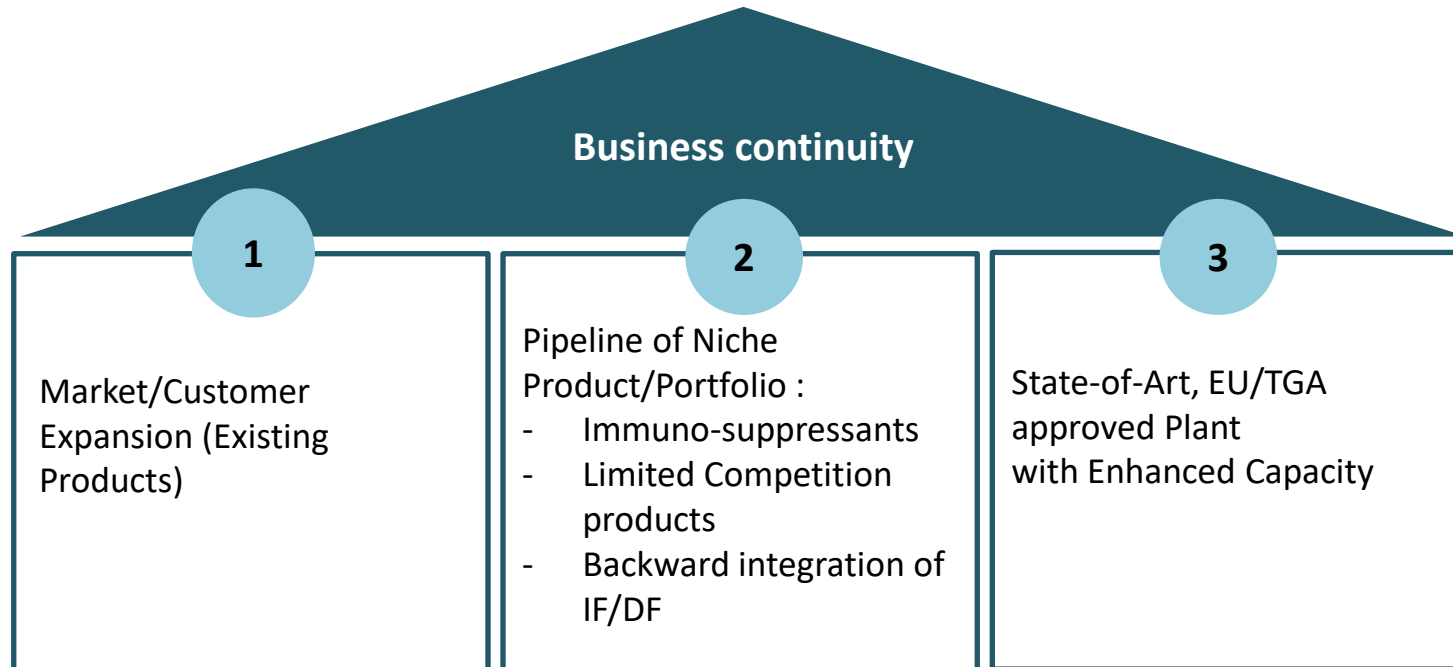 Business continuity
1
Market/Customer
Expansion (Existing
Products)
2
Pipeline of Niche
Product/Portfolio :
- Immuno-suppressants
- Limited Competition
products
- Backward integration of
IF/DF
3
State-of-Art, EU/TGA
approved Plant
with Enhanced Capacity